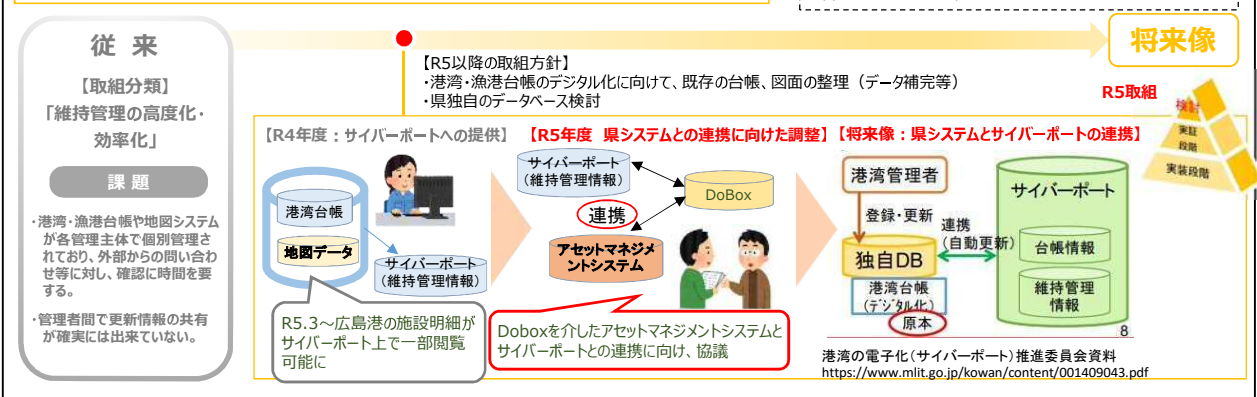 従 来
【取組分類】
「維持管理の高度化・
効率化」
課 題
・港湾・漁港台帳や地図システム
が各管理主体で個別管理さ
れており、外部からの問い合わ
せ等に対し、確認に時間を要
する。
・管理者間で更新情報の共有
が確実には出来ていない。
将来像
【R5以降の取組方針】
・港湾・漁港台帳のデジタル化に向けて、既存の台帳、図面の整理（データ補完等）
・県独自のデータベース検討
R5取組
検討
実証
段階
実装段階
【R4年度：サイバーポートへの提供】
港湾台帳
地図データ
サイバーポート
（維持管理情報）
R5.3～広島港の施設明細が
サイバーポート上で一部閲覧
可能に
【R5年度 県システムとの連携に向けた調整】
サイバーポート
（維持管理情報）
DoBox
連携
アセットマネジメ
ントシステム
Doboxを介したアセットマネジメントシステムと
サイバーポートとの連携に向け、協議
【将来像：県システムとサイバーポートの連携】
港湾管理者
登録・更新
独自DB
港湾台帳
（デジタル化）
原本
連携
（自動更新）
サイバーポート
台帳情報
維持管理
情報
8
港湾の電子化（サイバーポート）推進委員会資料
https://www.mlit.go.jp/kowan/content/001409043.pdf